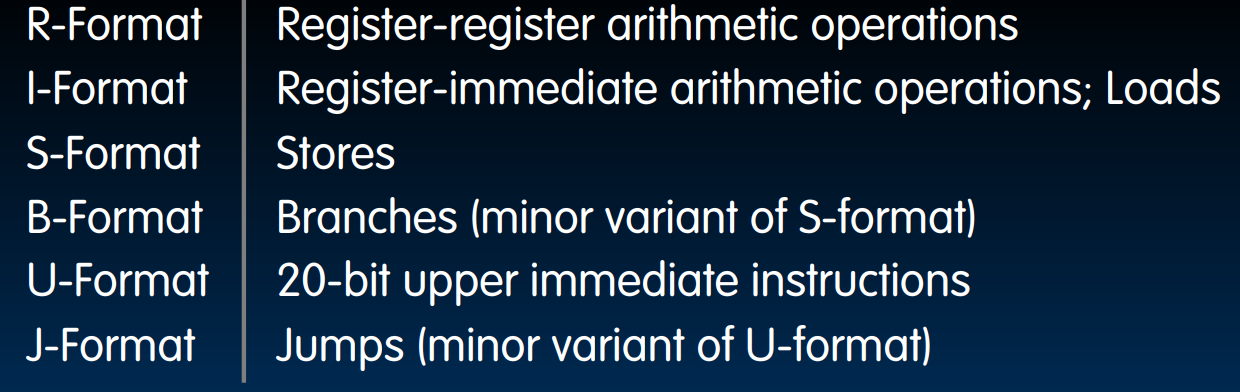 R-Format Register-register arithmetic operations
I-Format Register-immediate arithmetic operations; Loads
S-Format Stores
B-Format Branches (minor variant of S-format)
U-Format 20-bit upper immediate instructions
J-Format Jumps (minor variant of U-format)